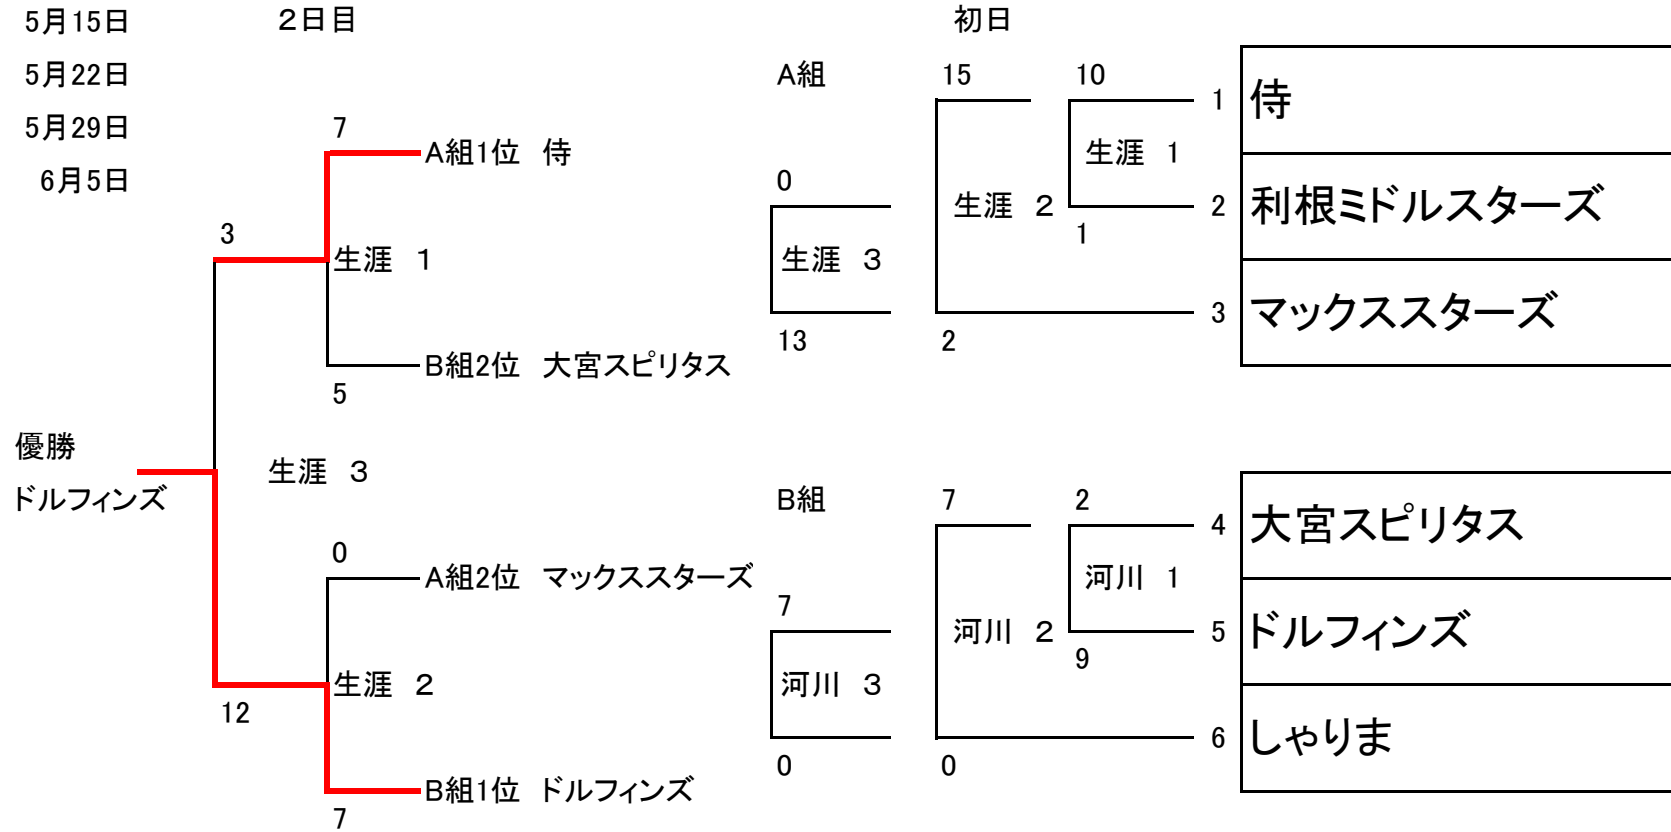 5月15日 2日目 初日
5月22日 A組 15 10
1 侍
5月29日 7
A組1位 侍 生涯 1
6月5日 0
生涯 2 2 利根ミドルスターズ
3 1
生涯 1 生涯 3
3 マックススターズ
13 2
B組2位 大宮スピリタス
5
優勝
生涯 3
ドルフィンズ B組 7 2
4 大宮スピリタス
0
A組2位 マックススターズ 河川 1
7
河川 2 5 ドルフィンズ
9
生涯 2 河川 3
12
6 しゃりま
0 0
B組1位 ドルフィンズ
7